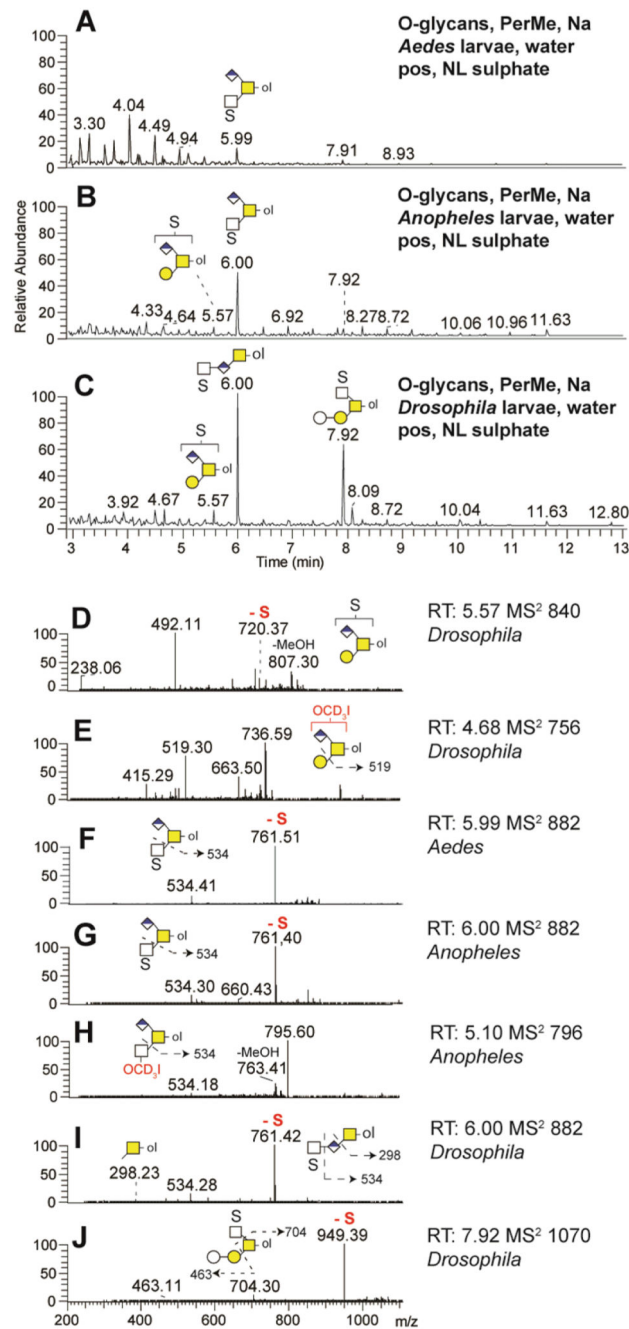 A
O-glycans, PerMe, Na
Aedes larvae, water
pos, NL sulphate
100
80
60
40
20
0
S
ol
3.30
4.04
4.49
4.94
5.99
7.91
8.93
B
O-glycans, PerMe, Na
Anopheles larvae, water
pos, NL sulphate
Relative Abundance
100
80
60
40
20
0
S
ol
S
ol
4.33
4.64
5.57
6.00
6.92
7.92
8.27
8.72
10.06
10.96
11.63
C
O-glycans, PerMe, Na
Drosophila larvae, water
pos, NL sulphate
100
80
60
40
20
0
S
ol
S
ol
S
ol
3.92
4.67
5.57
6.00
7.92
8.09
8.72
10.04
11.63
12.80
3 4 5 6 7 8 9 10 11 12 13
Time (min)
D
100
50
0
238.06
492.11
- S
720.37
-MeOH
807.30
S
ol
RT: 5.57 MS² 840
Drosophila
E
100
50
0
415.29
519.30
663.50
736.59
OCD₃I
ol
519
RT: 4.68 MS² 756
Drosophila
F
100
50
0
S
ol
534
534.41
- S
761.51
RT: 5.99 MS² 882
Aedes
G
100
50
0
S
ol
534
534.30
660.43
- S
761.40
RT: 6.00 MS² 882
Anopheles
H
100
50
0
OCD₃I
ol
534
534.18
-MeOH
763.41
795.60
RT: 5.10 MS² 796
Anopheles
I
100
50
0
ol
298.23
534.28
- S
761.42
S
ol
298
534
RT: 6.00 MS² 882
Drosophila
J
100
50
0
S
ol
704
463
463.11
704.30
- S
949.39
RT: 7.92 MS² 1070
Drosophila
200 400 600 800 1000 m/z